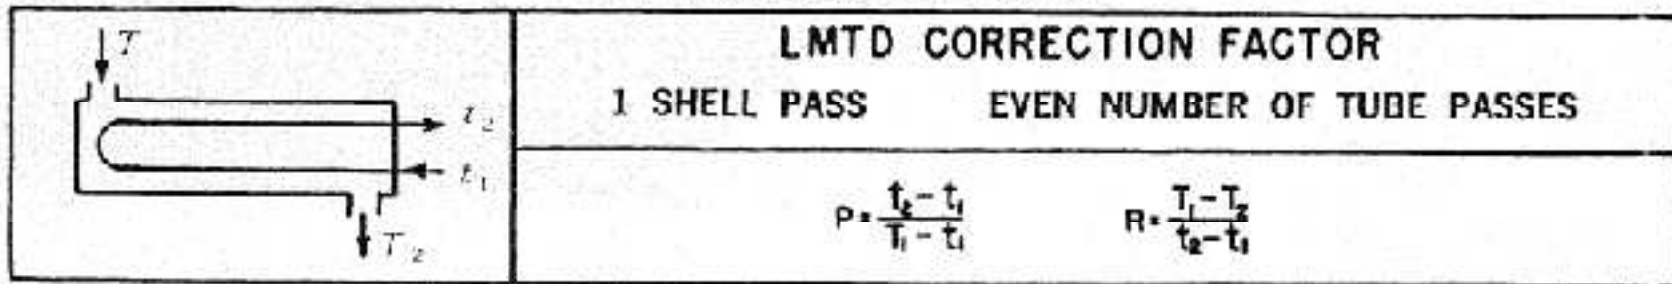 T
t₂
t₁
T₂
LMTD CORRECTION FACTOR
1 SHELL PASS EVEN NUMBER OF TUBE PASSES
P = (t₂ - t₁) / (T₁ - t₁) R = (T₁ - T₂) / (t₂ - t₁)